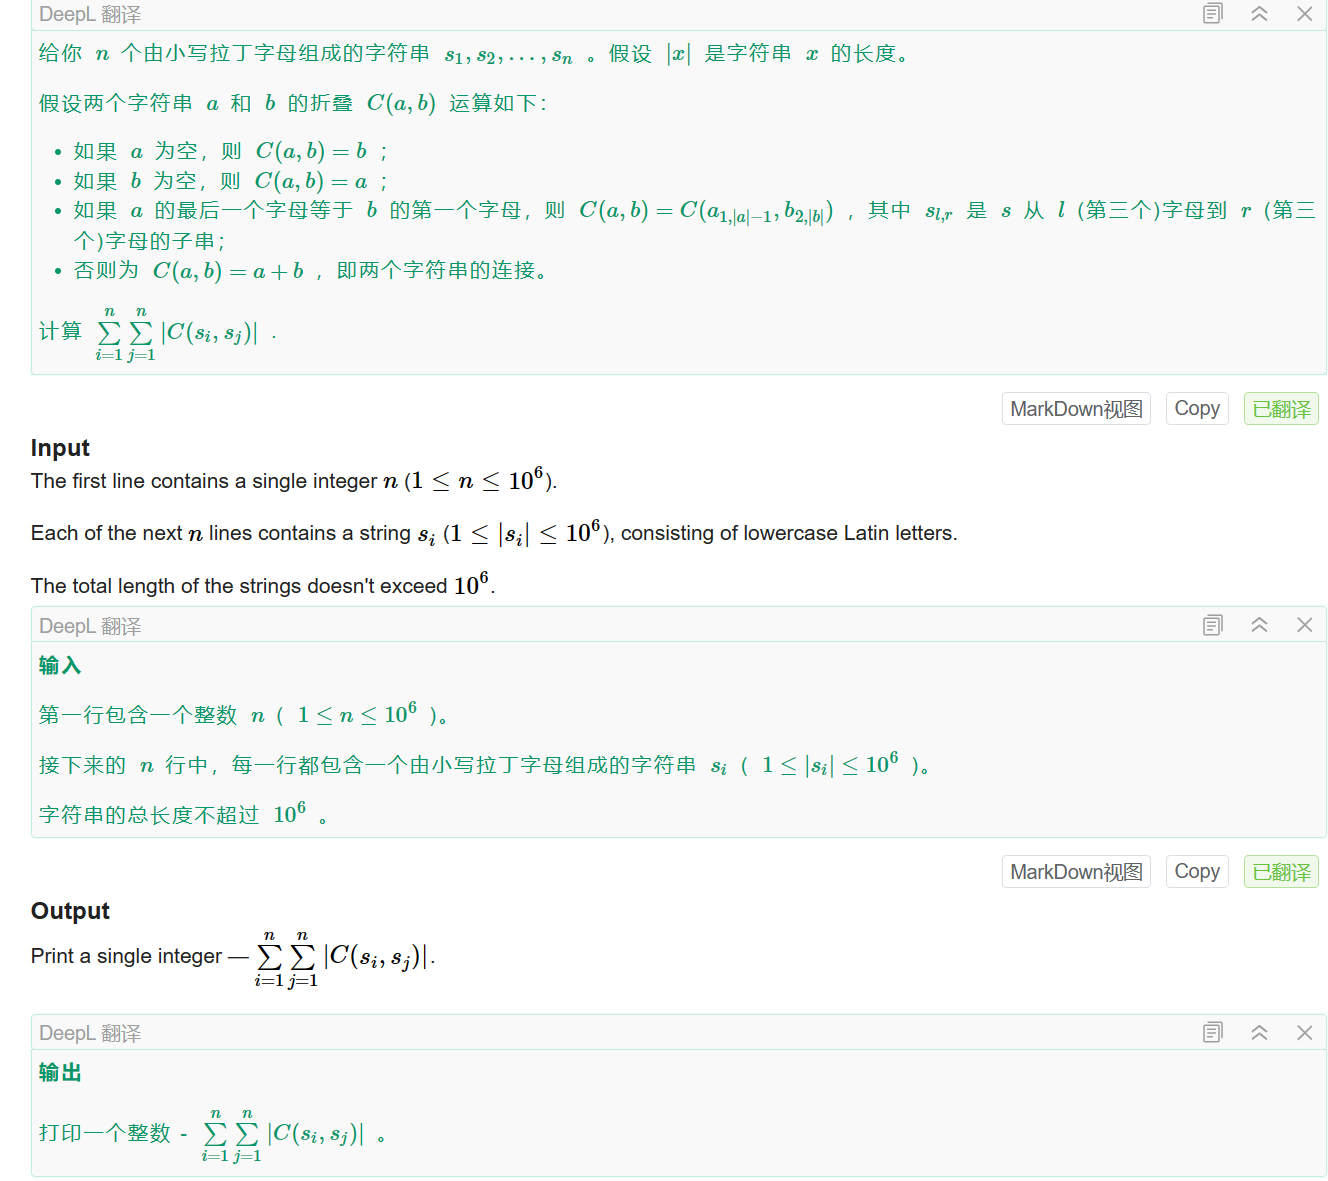 DeepL 翻译
给你 n 个由小写拉丁字母组成的字符串 s_1, s_2, …, s_n 。假设 |x| 是字符串 x 的长度。
假设两个字符串 a 和 b 的折叠 C(a, b) 运算如下：
• 如果 a 为空，则 C(a, b) = b ；
• 如果 b 为空，则 C(a, b) = a ；
• 如果 a 的最后一个字母等于 b 的第一个字母，则 C(a, b) = C(a_{1,|a|−1}, b_{2,|b|}) ，其中 s_{l,r} 是 s 从 l (第三个)字母到 r (第三
个)字母的子串；
• 否则为 C(a, b) = a + b ，即两个字符串的连接。
计算 \sum_{i=1}^{n} \sum_{j=1}^{n} |C(s_i, s_j)| .
MarkDown视图 Copy 已翻译
Input
The first line contains a single integer n (1 ≤ n ≤ 10^6).
Each of the next n lines contains a string s_i (1 ≤ |s_i| ≤ 10^6), consisting of lowercase Latin letters.
The total length of the strings doesn't exceed 10^6.
DeepL 翻译
输入
第一行包含一个整数 n ( 1 ≤ n ≤ 10^6 )。
接下来的 n 行中，每一行都包含一个由小写拉丁字母组成的字符串 s_i ( 1 ≤ |s_i| ≤ 10^6 )。
字符串的总长度不超过 10^6 。
MarkDown视图 Copy 已翻译
Output
Print a single integer — \sum_{i=1}^{n} \sum_{j=1}^{n} |C(s_i, s_j)|.
DeepL 翻译
输出
打印一个整数 - \sum_{i=1}^{n} \sum_{j=1}^{n} |C(s_i, s_j)| 。